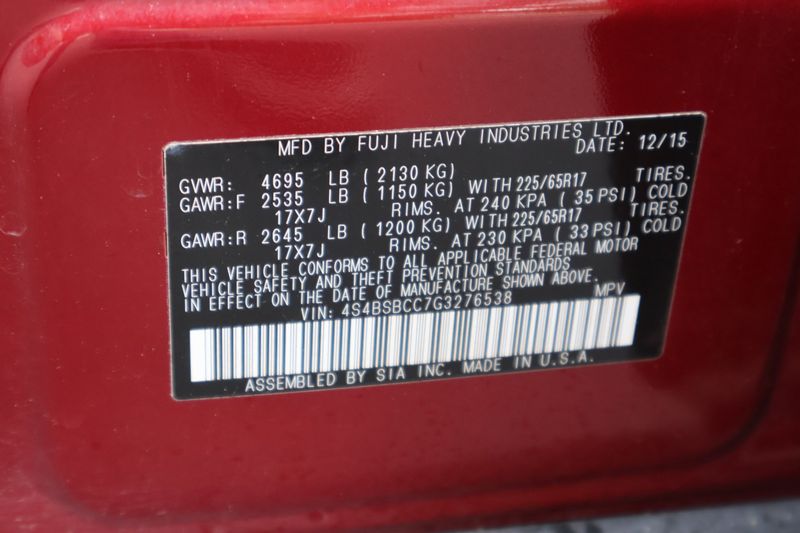 MFD BY FUJI HEAVY INDUSTRIES LTD.
DATE: 12/15
GVWR: 4695 LB ( 2130 KG)
GAWR:F 2535 LB ( 1150 KG) WITH 225/65R17 TIRES.
17X7J RIMS. AT 240 KPA ( 35 PSI) COLD
GAWR:R 2645 LB ( 1200 KG) WITH 225/65R17 TIRES.
17X7J RIMS. AT 230 KPA ( 33 PSI) COLD
THIS VEHICLE CONFORMS TO ALL APPLICABLE FEDERAL MOTOR
VEHICLE SAFETY AND THEFT PREVENTION STANDARDS
IN EFFECT ON THE DATE OF MANUFACTURE SHOWN ABOVE.
VIN: 4S4BSBCC7G3276538 MPV
ASSEMBLED BY SIA INC. MADE IN U.S.A.